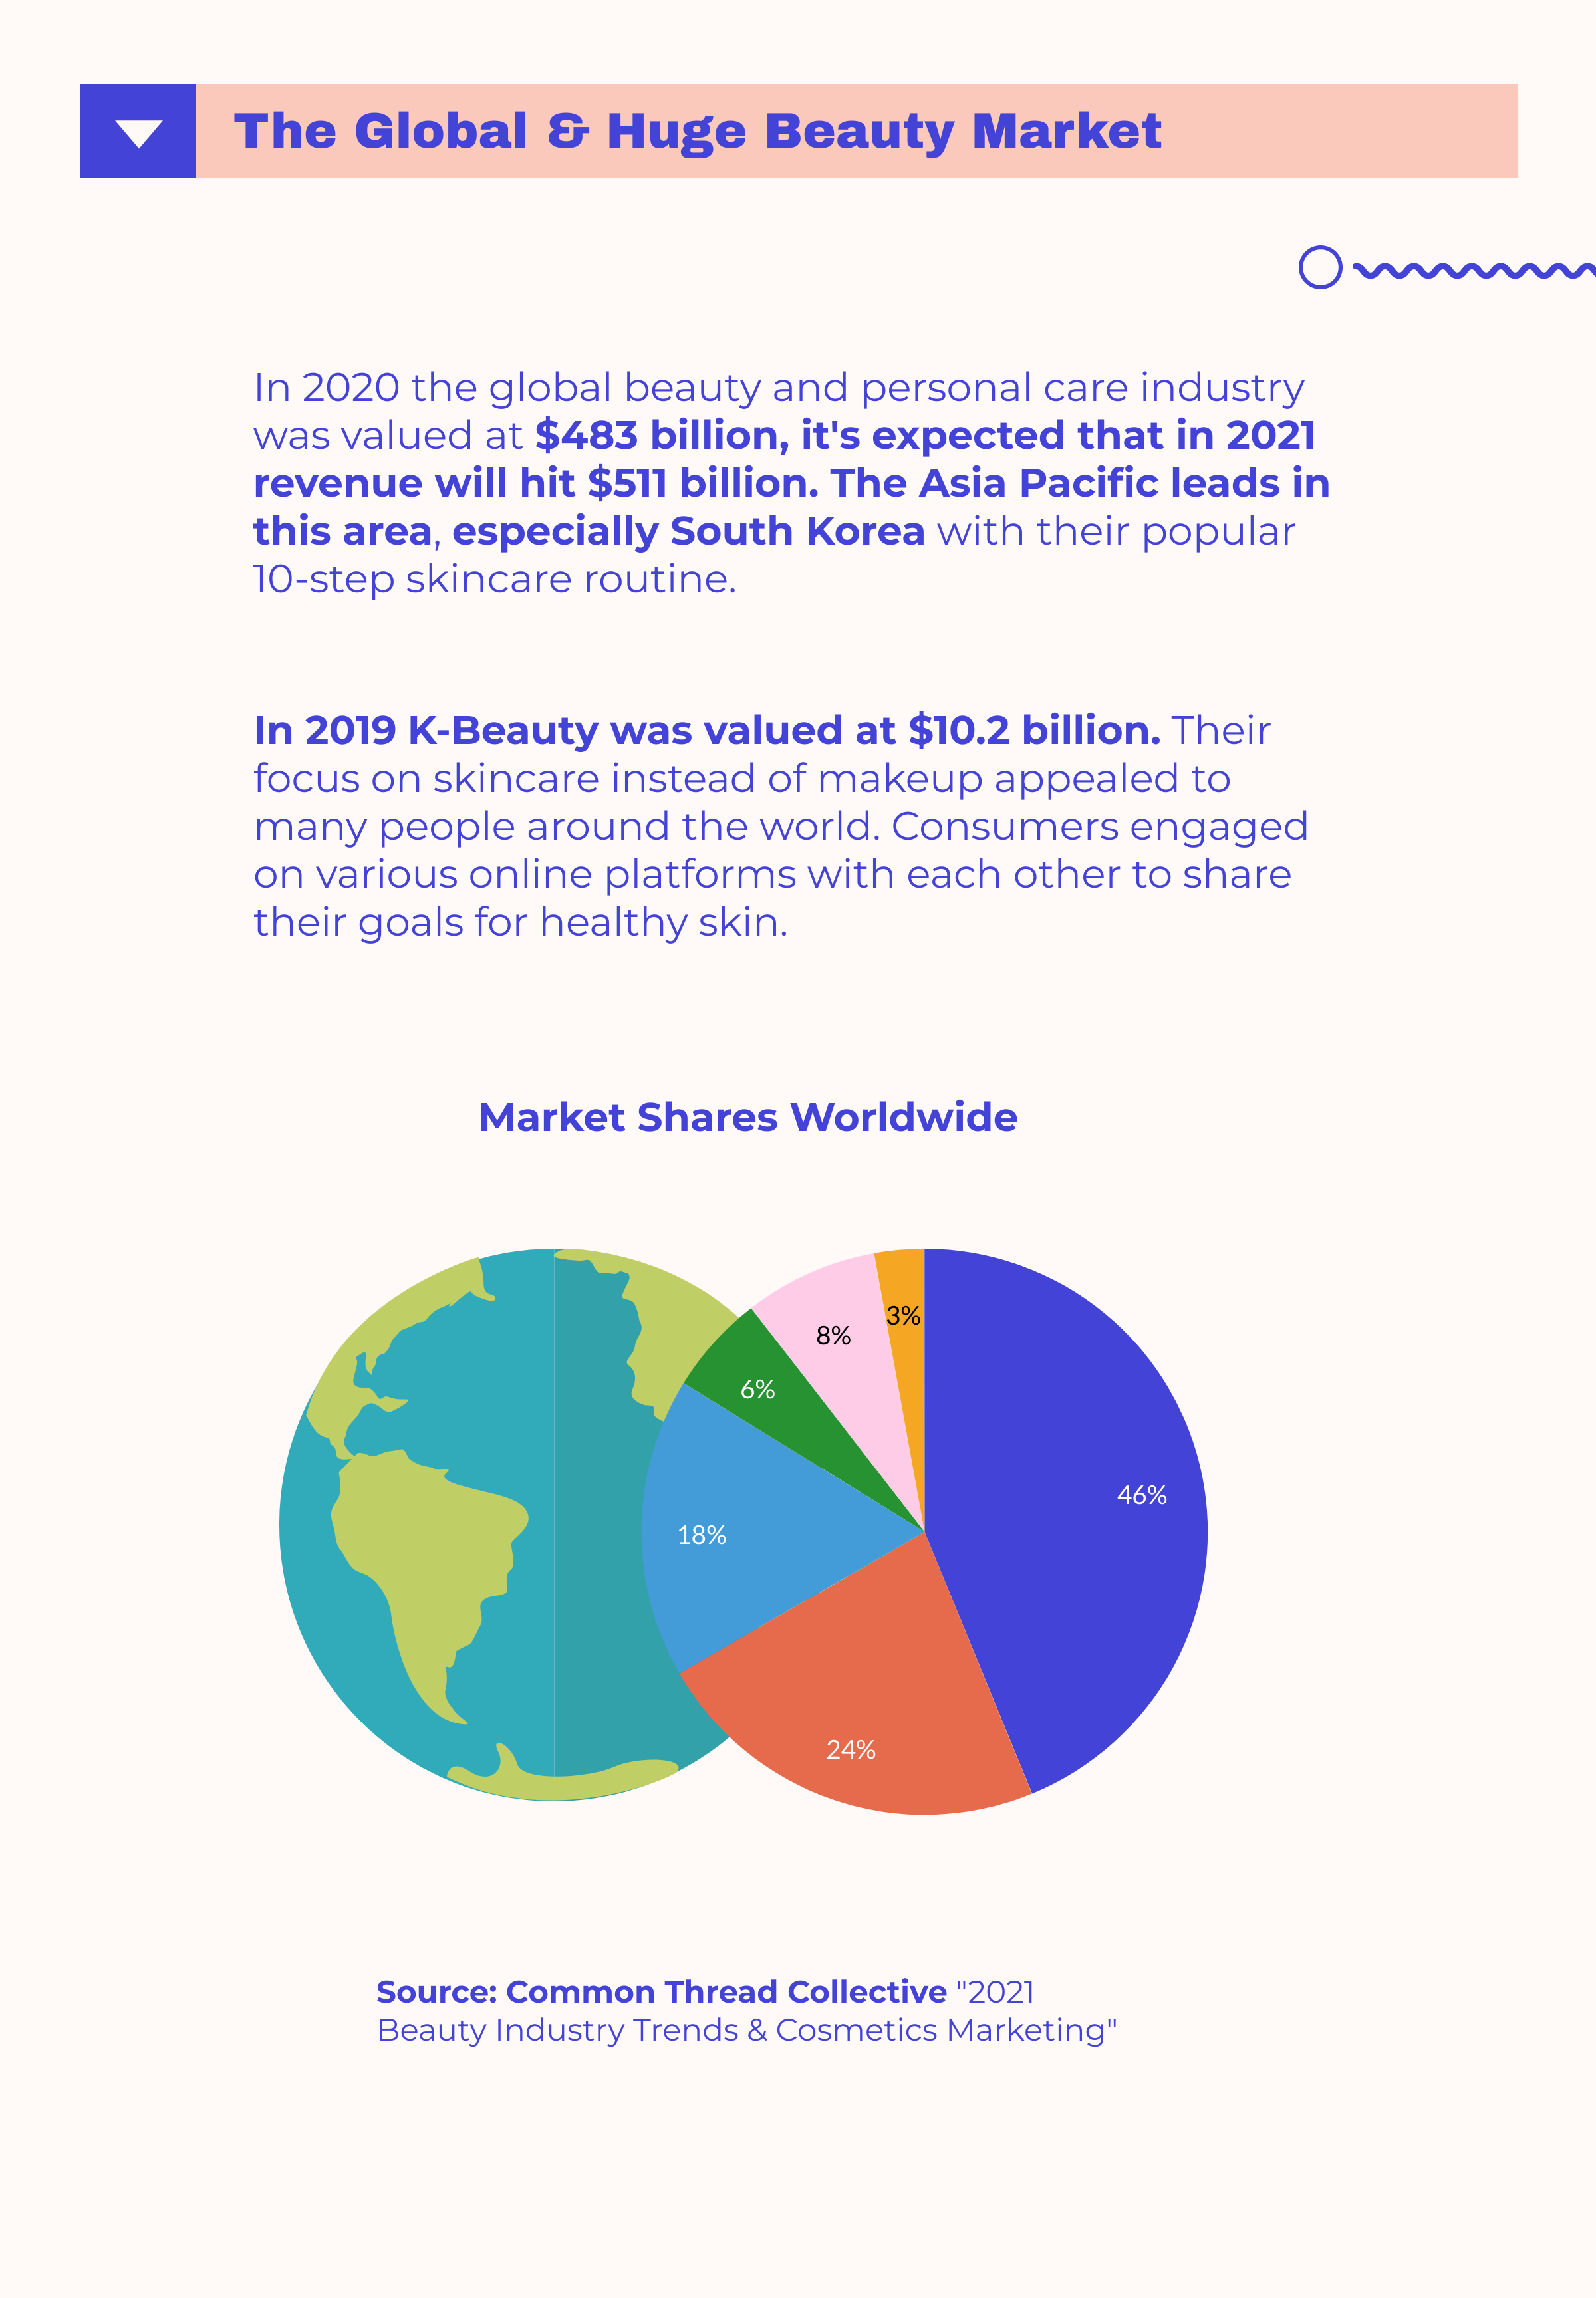 The Global & Huge Beauty Market
In 2020 the global beauty and personal care industry
was valued at $483 billion, it's expected that in 2021
revenue will hit $511 billion. The Asia Pacific leads in
this area, especially South Korea with their popular
10-step skincare routine.
In 2019 K-Beauty was valued at $10.2 billion. Their
focus on skincare instead of makeup appealed to
many people around the world. Consumers engaged
on various online platforms with each other to share
their goals for healthy skin.
Market Shares Worldwide
3%
8%
6%
46%
18%
24%
Source: Common Thread Collective "2021
Beauty Industry Trends & Cosmetics Marketing"